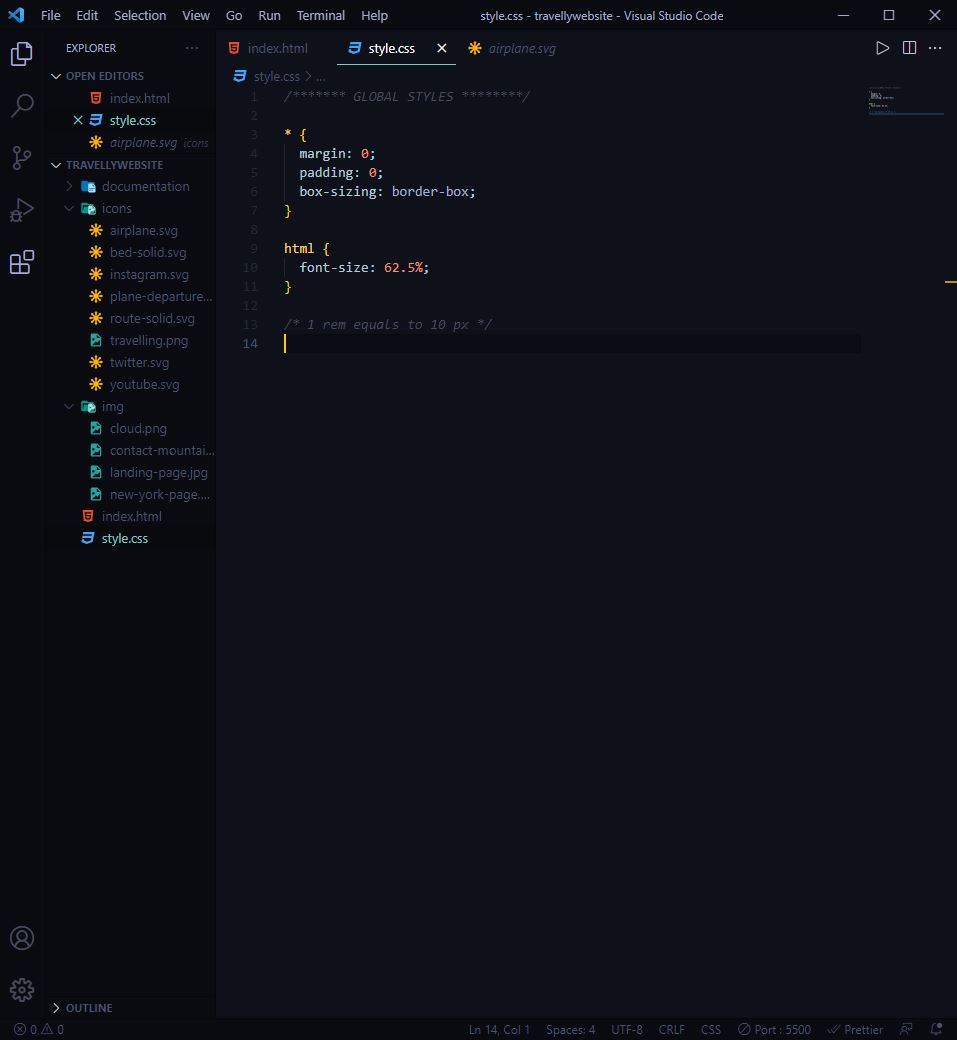 File Edit Selection View Go Run Terminal Help style.css - travellywebsite - Visual Studio Code
EXPLORER
OPEN EDITORS
index.html
style.css
airplane.svg icons
TRAVELLYWEBSITE
documentation
icons
airplane.svg
bed-solid.svg
instagram.svg
plane-departure...
route-solid.svg
travelling.png
twitter.svg
youtube.svg
img
cloud.png
contact-mountai...
landing-page.jpg
new-york-page....
index.html
style.css
OUTLINE
index.html style.css airplane.svg
style.css > ...
1 /******* GLOBAL STYLES ********/
2
3 * {
4 margin: 0;
5 padding: 0;
6 box-sizing: border-box;
7 }
8
9 html {
10 font-size: 62.5%;
11 }
12
13 /* 1 rem equals to 10 px */
14
0 0 Ln 14, Col 1 Spaces: 4 UTF-8 CRLF CSS Port : 5500 Prettier